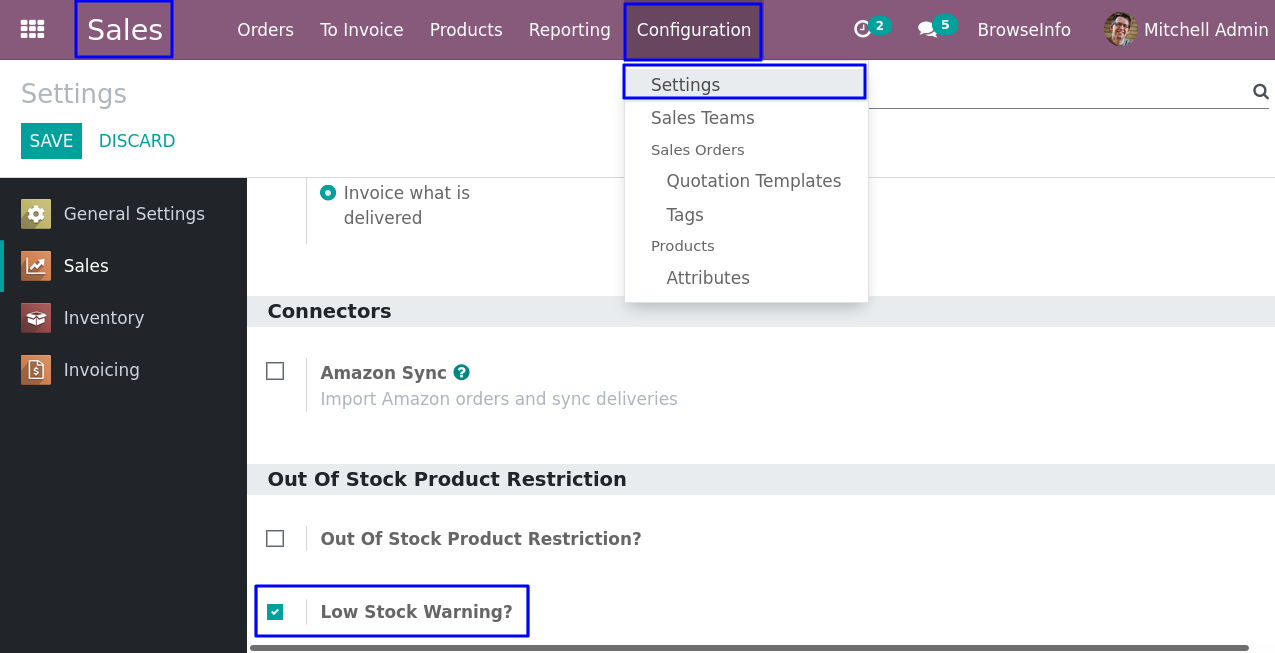 Sales Orders To Invoice Products Reporting Configuration 2 5 BrowseInfo Mitchell Admin
Settings
SAVE DISCARD
Settings
Sales Teams
Sales Orders
Quotation Templates
Tags
Products
Attributes
General Settings
Sales
Inventory
Invoicing
Invoice what is
delivered
Connectors
Amazon Sync ?
Import Amazon orders and sync deliveries
Out Of Stock Product Restriction
Out Of Stock Product Restriction?
Low Stock Warning?